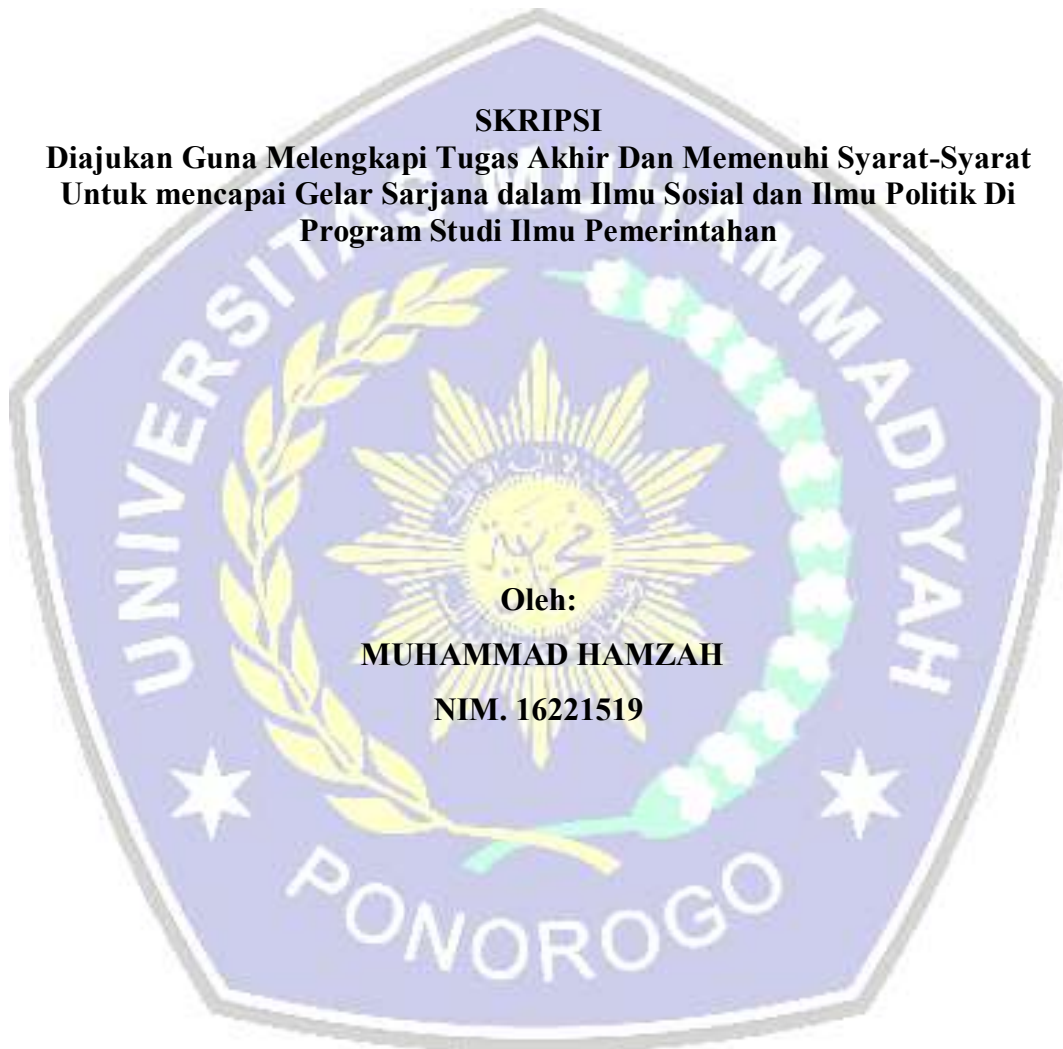 SKRIPSI
Diajukan Guna Melengkapi Tugas Akhir Dan Memenuhi Syarat-Syarat
Untuk mencapai Gelar Sarjana dalam Ilmu Sosial dan Ilmu Politik Di
Program Studi Ilmu Pemerintahan
UNIVERSITAS MUHAMMADIYAH
Oleh:
MUHAMMAD HAMZAH
NIM. 16221519
PONOROGO